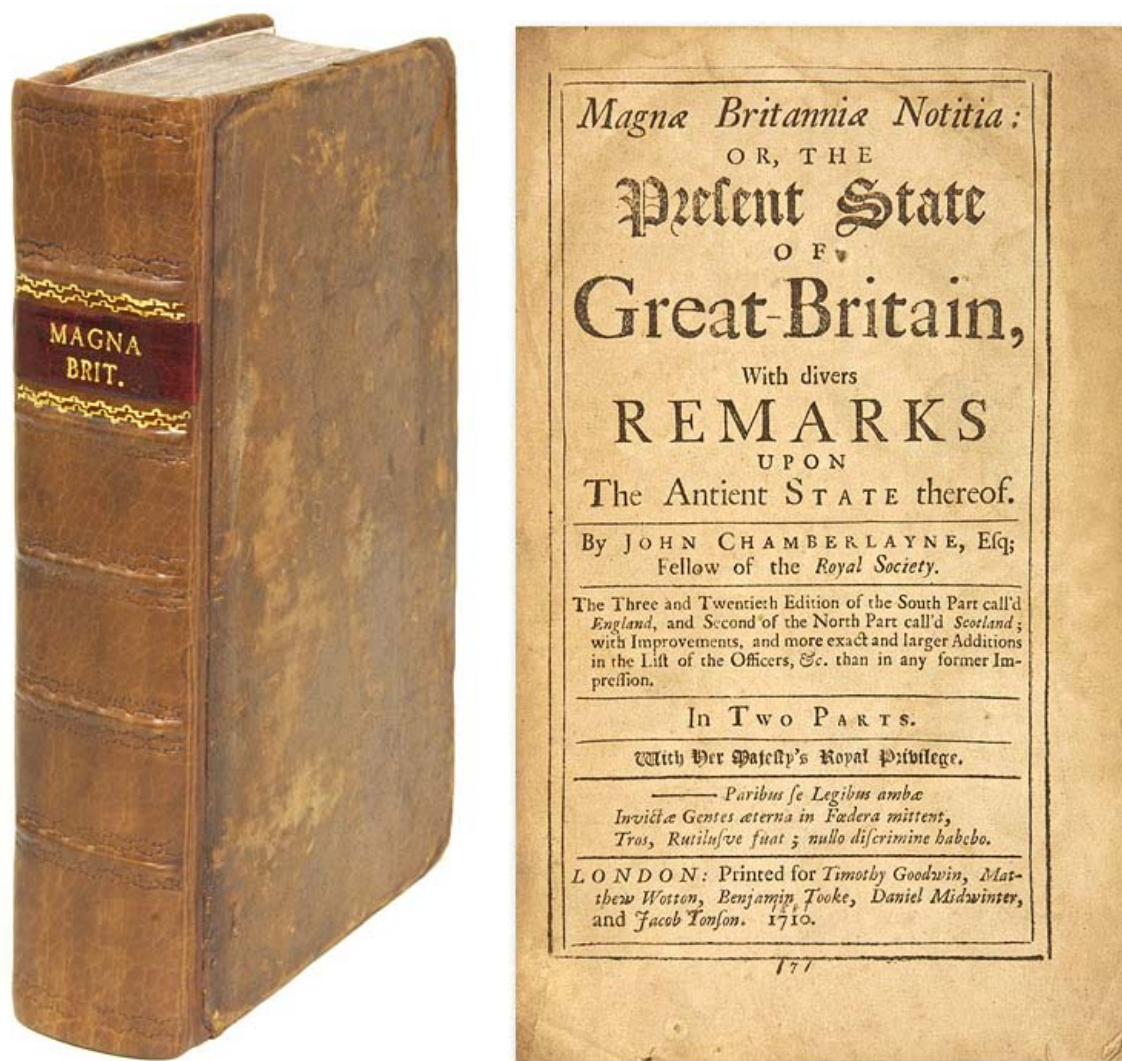 MAGNA
BRIT.
Magnæ Britanniæ Notitia:
OR, THE
Preſent State
OF
Great-Britain,
With divers
REMARKS
UPON
The Antient STATE thereof.
By JOHN CHAMBERLAYNE, Eſq;
Fellow of the Royal Society.
The Three and Twentieth Edition of the South Part call'd
England, and Second of the North Part call'd Scotland;
with Improvements, and more exact and larger Additions
in the Liſt of the Officers, &c. than in any former Im-
preſſion.
In TWO PARTS.
With Her Majeſty's Royal Privilege.
—— Paribus ſe Legibus ambæ
Invictæ Gentes æterna in Fœdera mittent,
Tros, Rutiluſve fuat; nullo diſcrimine habebo.
LONDON: Printed for Timothy Goodwin, Mat-
thew Wotton, Benjamin Tooke, Daniel Midwinter,
and Jacob Tonſon. 1710.